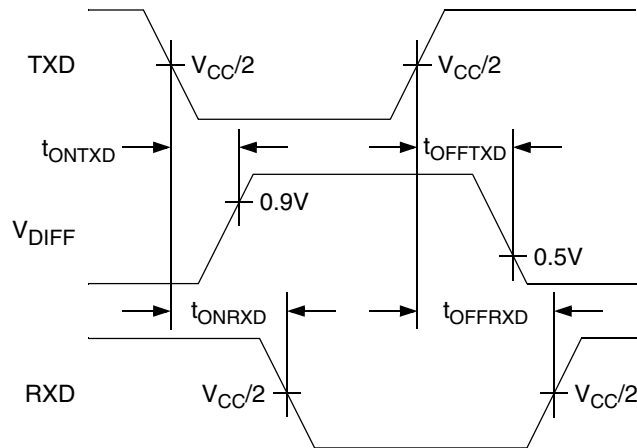 TXD
V_CC/2
V_CC/2
t_ONTXD
t_OFFTXD
0.9V
V_DIFF
0.5V
t_ONRXD
t_OFFRXD
RXD
V_CC/2
V_CC/2